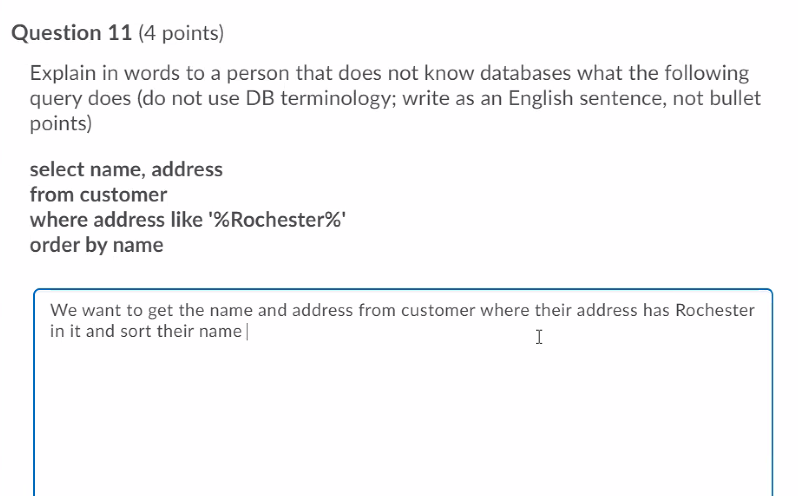 Question 11 (4 points)
Explain in words to a person that does not know databases what the following
query does (do not use DB terminology; write as an English sentence, not bullet
points)
select name, address
from customer
where address like '%Rochester%'
order by name
We want to get the name and address from customer where their address has Rochester
in it and sort their name